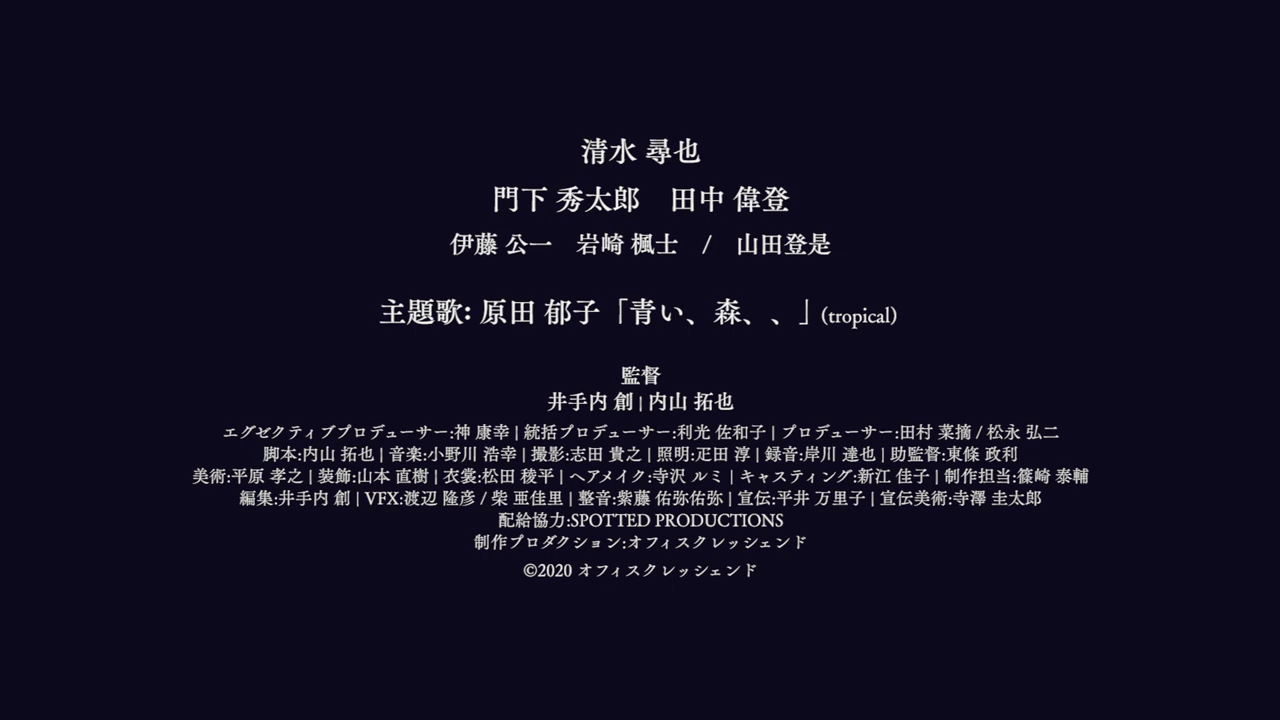 清水 尋也
門下 秀太郎　田中 偉登
伊藤 公一　岩崎 楓士　/　山田登是
主題歌: 原田 郁子「青い、森、、」(tropical)
監督
井手内 創 | 内山 拓也
エグゼクティブプロデューサー:神 康幸 | 統括プロデューサー:利光 佐和子 | プロデューサー:田村 菜摘 / 松永 弘二
脚本:内山 拓也 | 音楽:小野川 浩幸 | 撮影:志田 貴之 | 照明:疋田 淳 | 録音:岸川 達也 | 助監督:東條 政利
美術:平原 孝之 | 装飾:山本 直樹 | 衣裳:松田 稜平 | ヘアメイク:寺沢 ルミ | キャスティング:新江 佳子 | 制作担当:篠崎 泰輔
編集:井手内 創 | VFX:渡辺 隆彦 / 柴 亜佳里 | 整音:紫藤 佑弥佑弥 | 宣伝:平井 万里子 | 宣伝美術:寺澤 圭太郎
配給協力:SPOTTED PRODUCTIONS
制作プロダクション:オフィスクレッシェンド
©2020 オフィスクレッシェンド